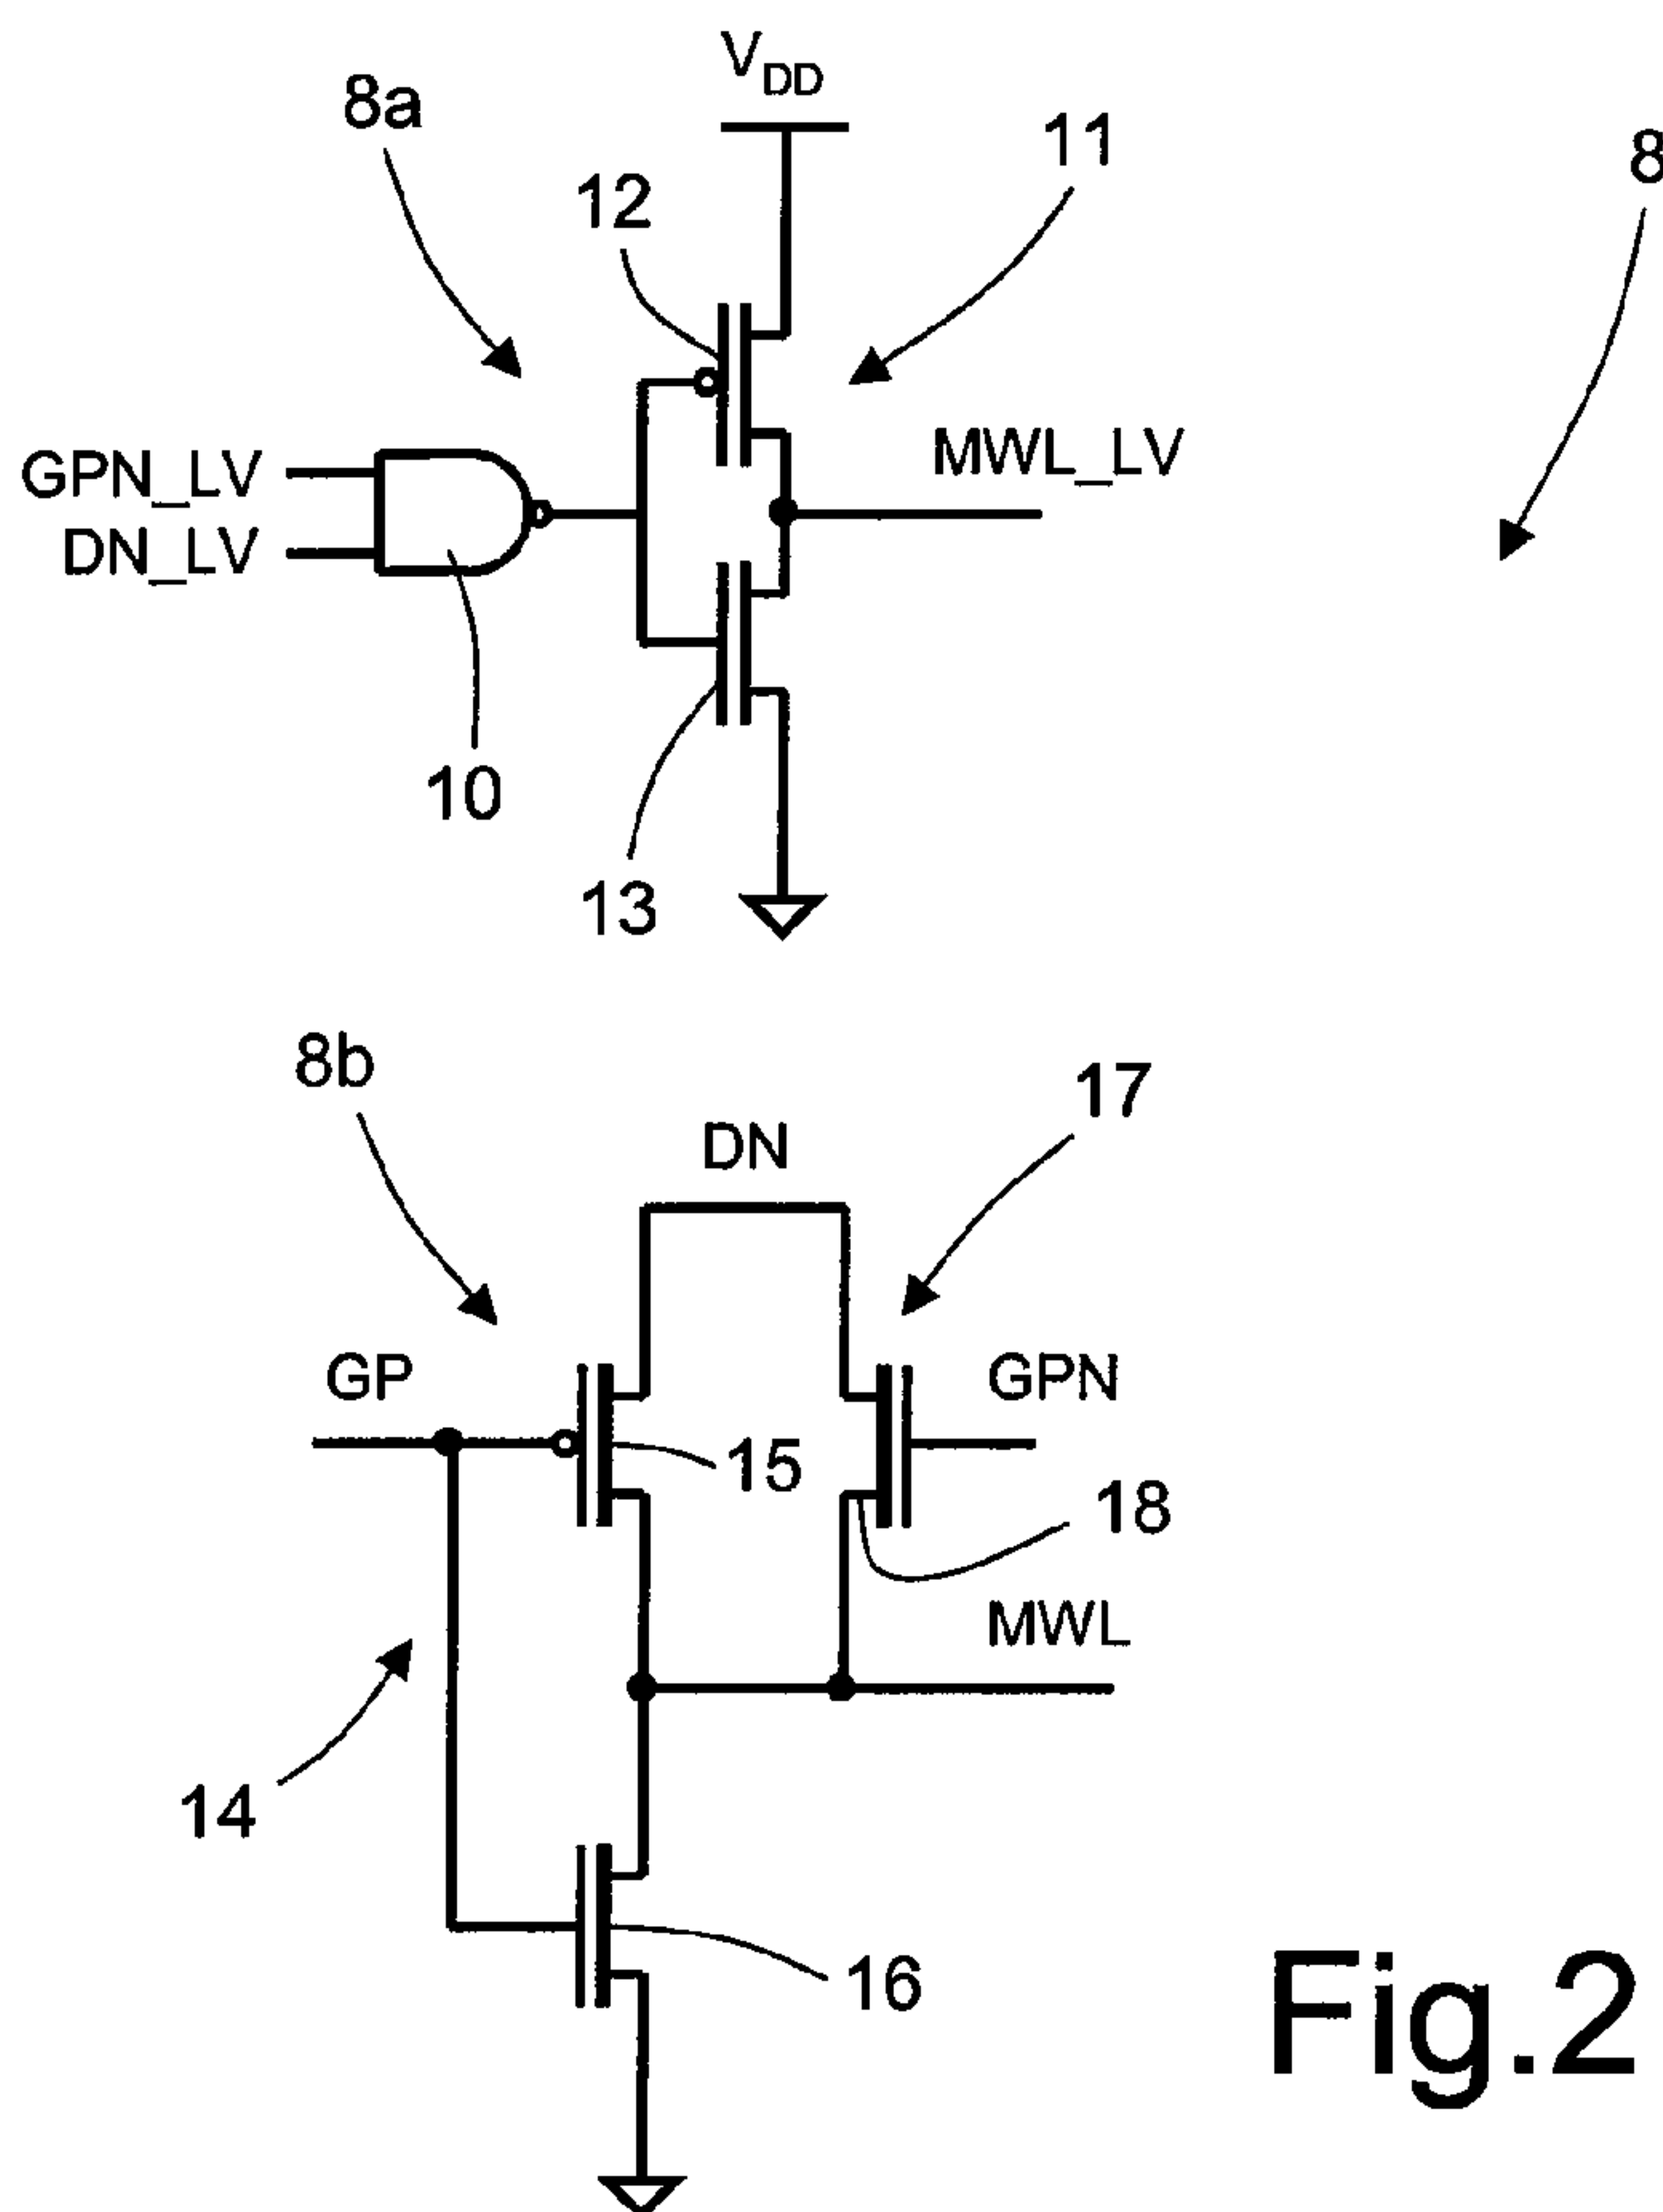 V_DD
8a
11
8
12
GPN_LV
MWL_LV
DN_LV
10
13
8b
17
DN
GP
GPN
15
18
MWL
14
16
Fig.2